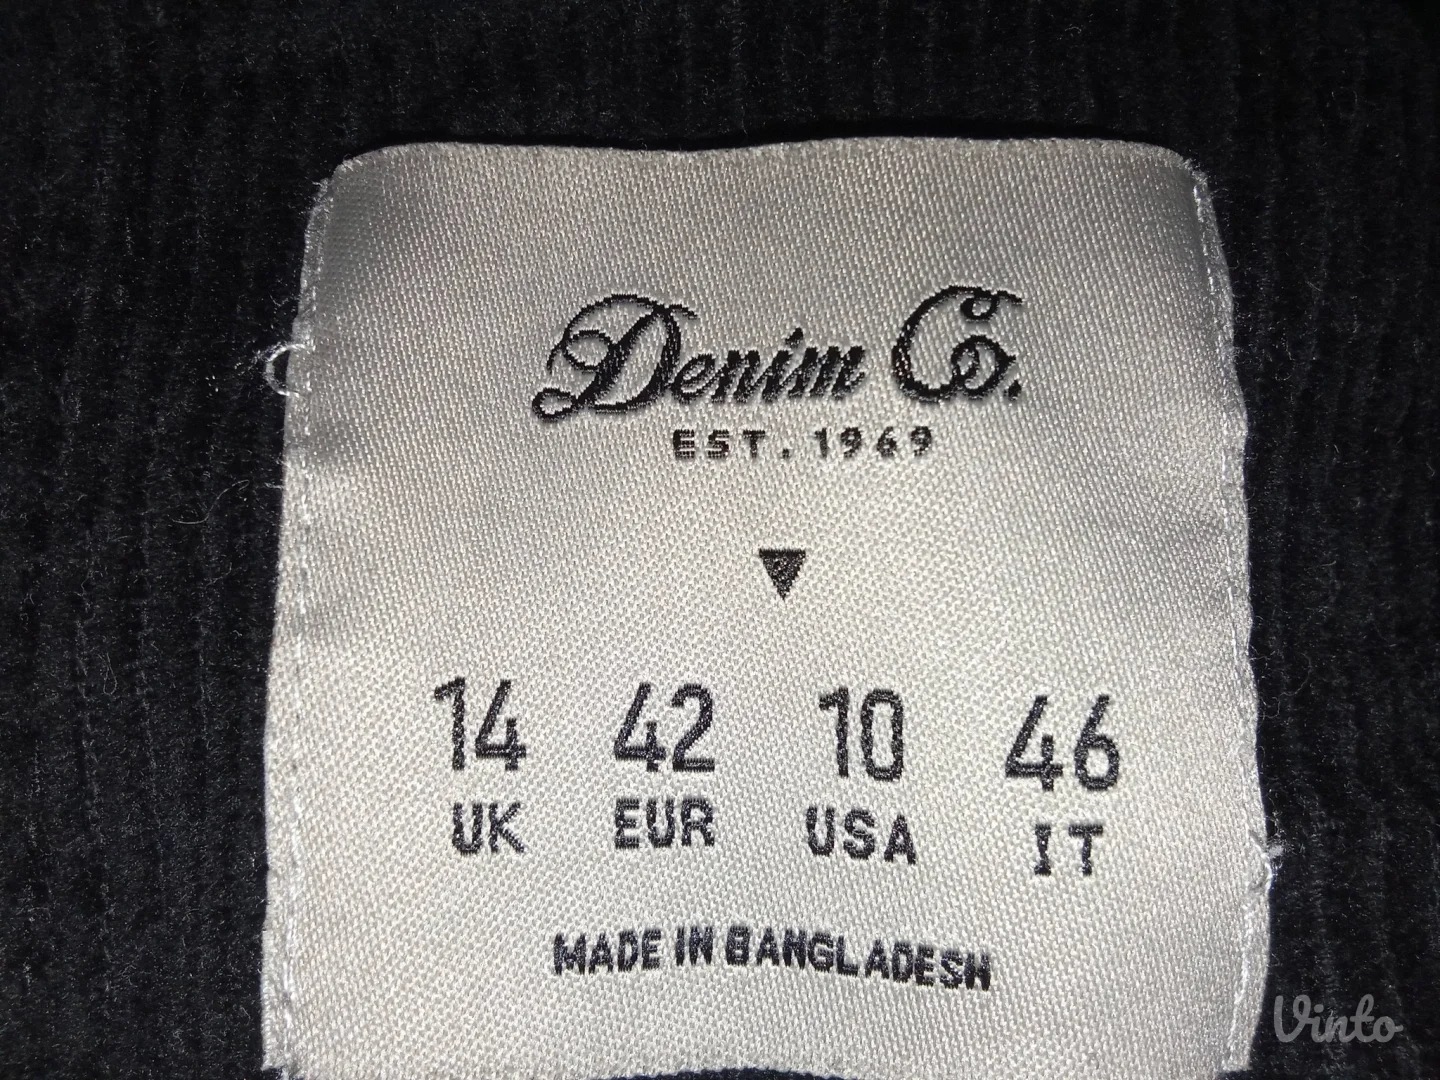 Denim Co.
EST. 1969
14 42 10 46
UK EUR USA IT
MADE IN BANGLADESH
Vinto